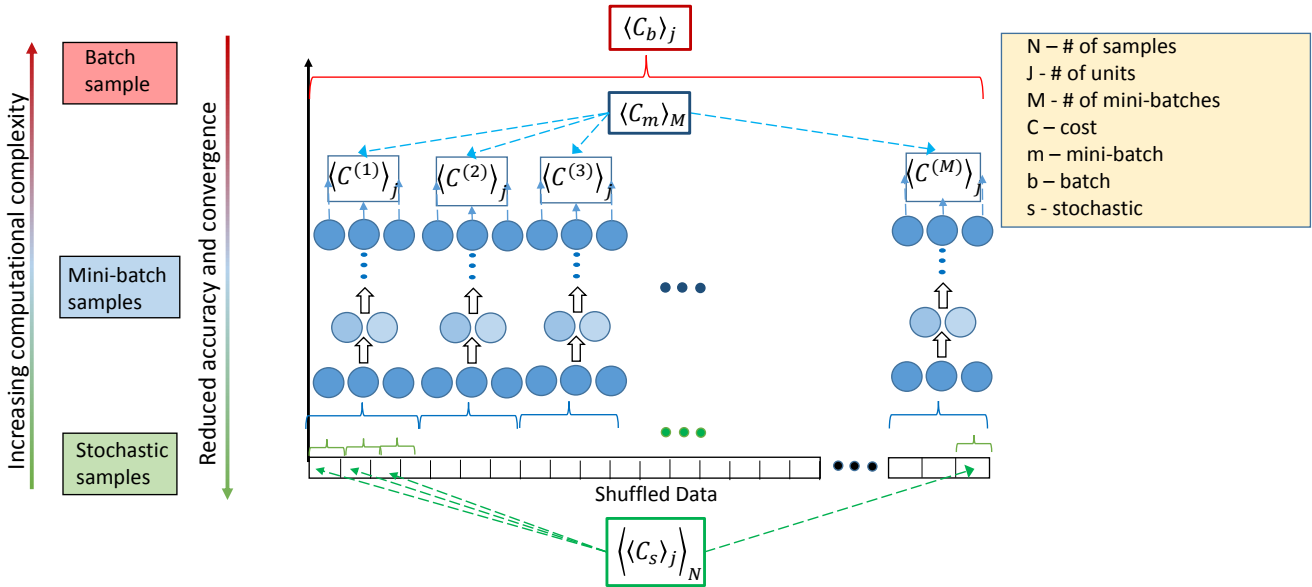 Increasing computational complexity
Batch
sample
Mini-batch
samples
Stochastic
samples
Reduced accuracy and convergence
⟨C_b⟩_j
⟨C_m⟩_M
⟨C^(1)⟩_j
⟨C^(2)⟩_j
⟨C^(3)⟩_j
⟨C^(M)⟩_j
Shuffled Data
⟨⟨C_s⟩_j⟩_N
N – # of samples
J - # of units
M - # of mini-batches
C – cost
m – mini-batch
b – batch
s - stochastic